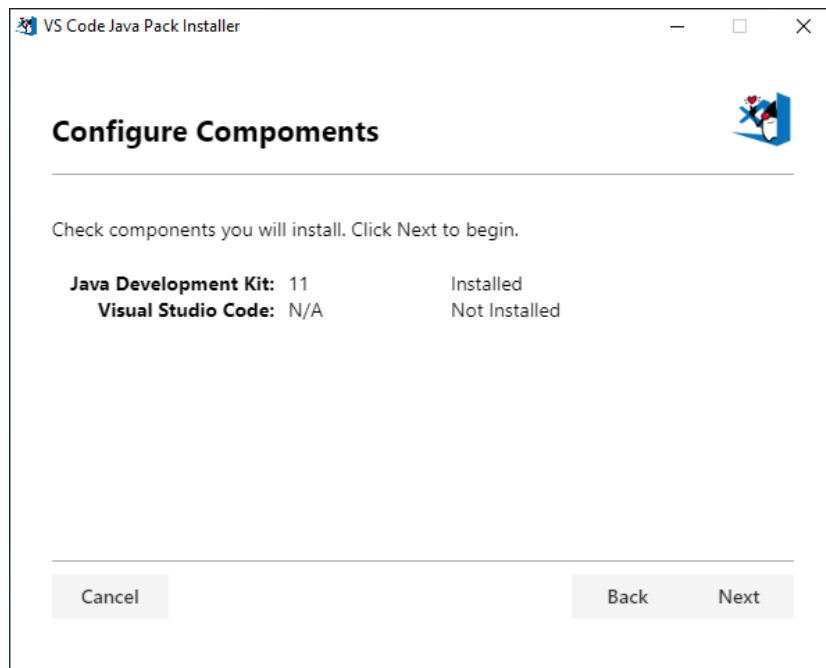 VS Code Java Pack Installer
Configure Compoments
Check components you will install. Click Next to begin.
Java Development Kit: 11 Installed
Visual Studio Code: N/A Not Installed
Cancel Back Next